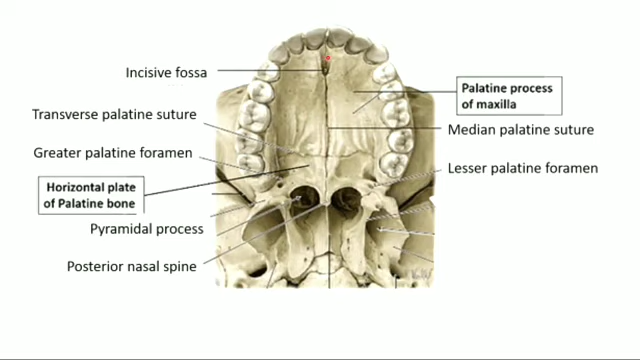 Incisive fossa
Transverse palatine suture
Greater palatine foramen
Horizontal plate
of Palatine bone
Pyramidal process
Posterior nasal spine
Palatine process
of maxilla
Median palatine suture
Lesser palatine foramen